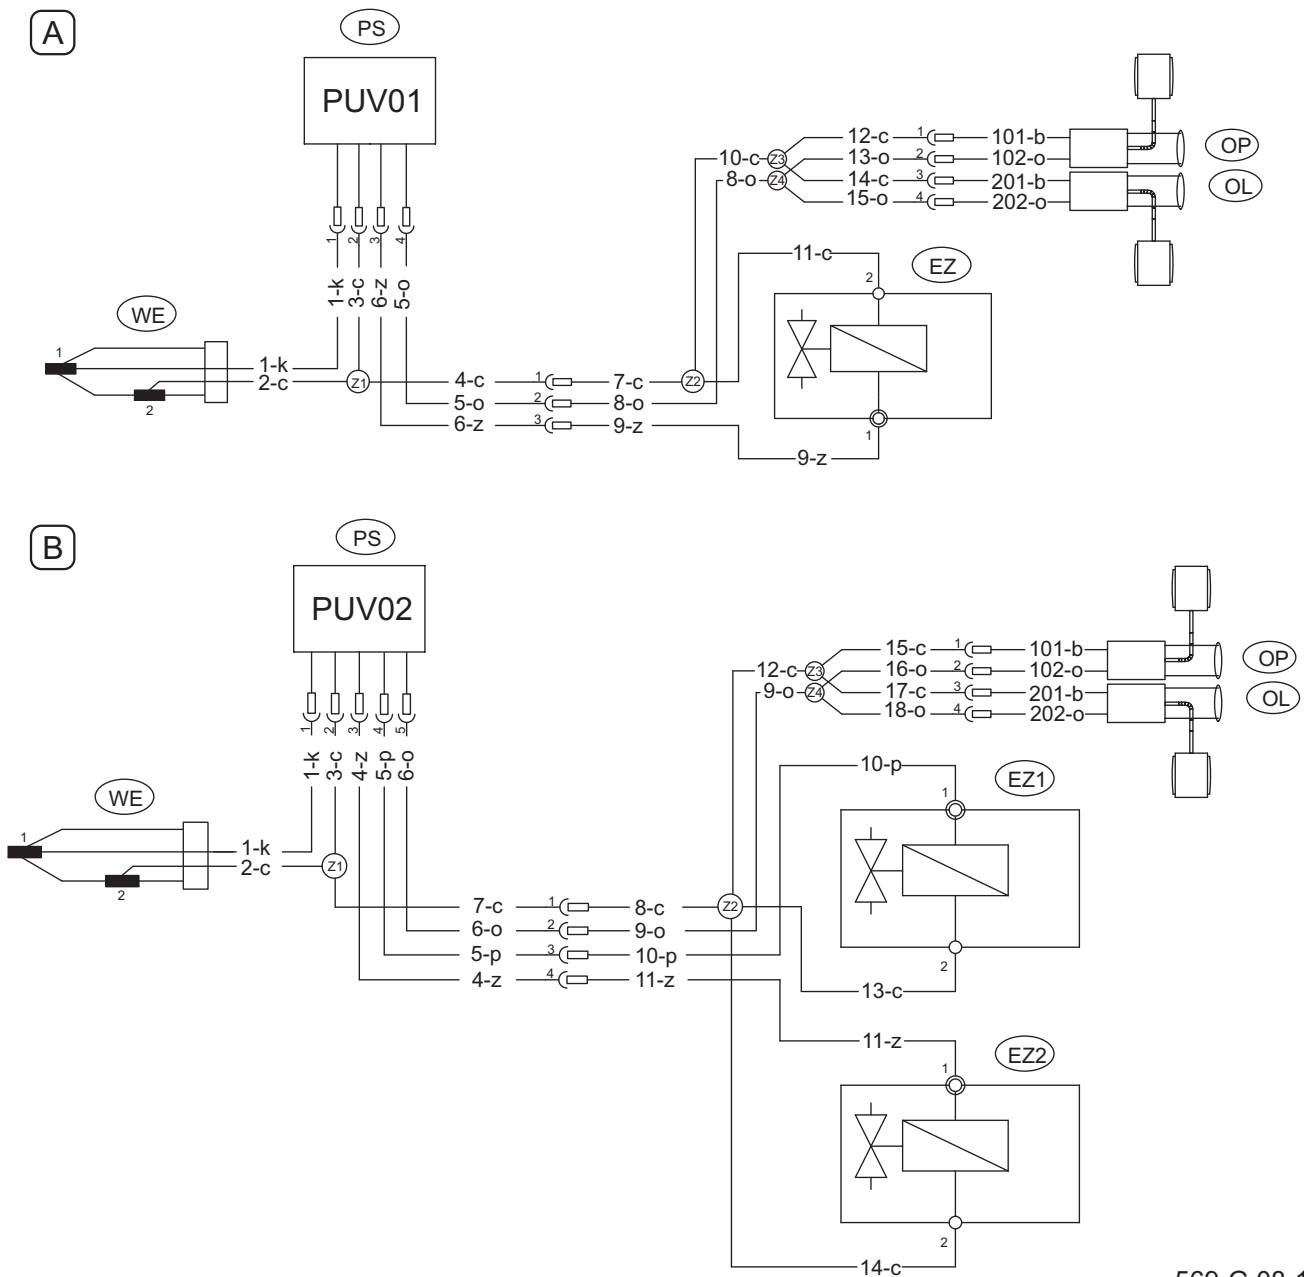 A
PS
PUV01
1 2 3 4
1-k 3-c 6-z 5-o
WE
1
2
1-k
2-c
Z1
4-c 1 7-c Z2
5-o 2 8-o
6-z 3 9-z
10-c Z3
8-o Z4
12-c 1 101-b
13-o 2 102-o
14-c 3 201-b
15-o 4 202-o
OP
OL
11-c
EZ
2
1
9-z
B
PS
PUV02
1 2 3 4 5
1-k 3-c 4-z 5-p 6-o
WE
1
2
1-k
2-c
Z1
7-c 1 8-c Z2
6-o 2 9-o
5-p 3 10-p
4-z 4 11-z
12-c Z3
9-o Z4
15-c 1 101-b
16-o 2 102-o
17-c 3 201-b
18-o 4 202-o
OP
OL
10-p
EZ1
1
2
13-c
11-z
EZ2
1
2
14-c